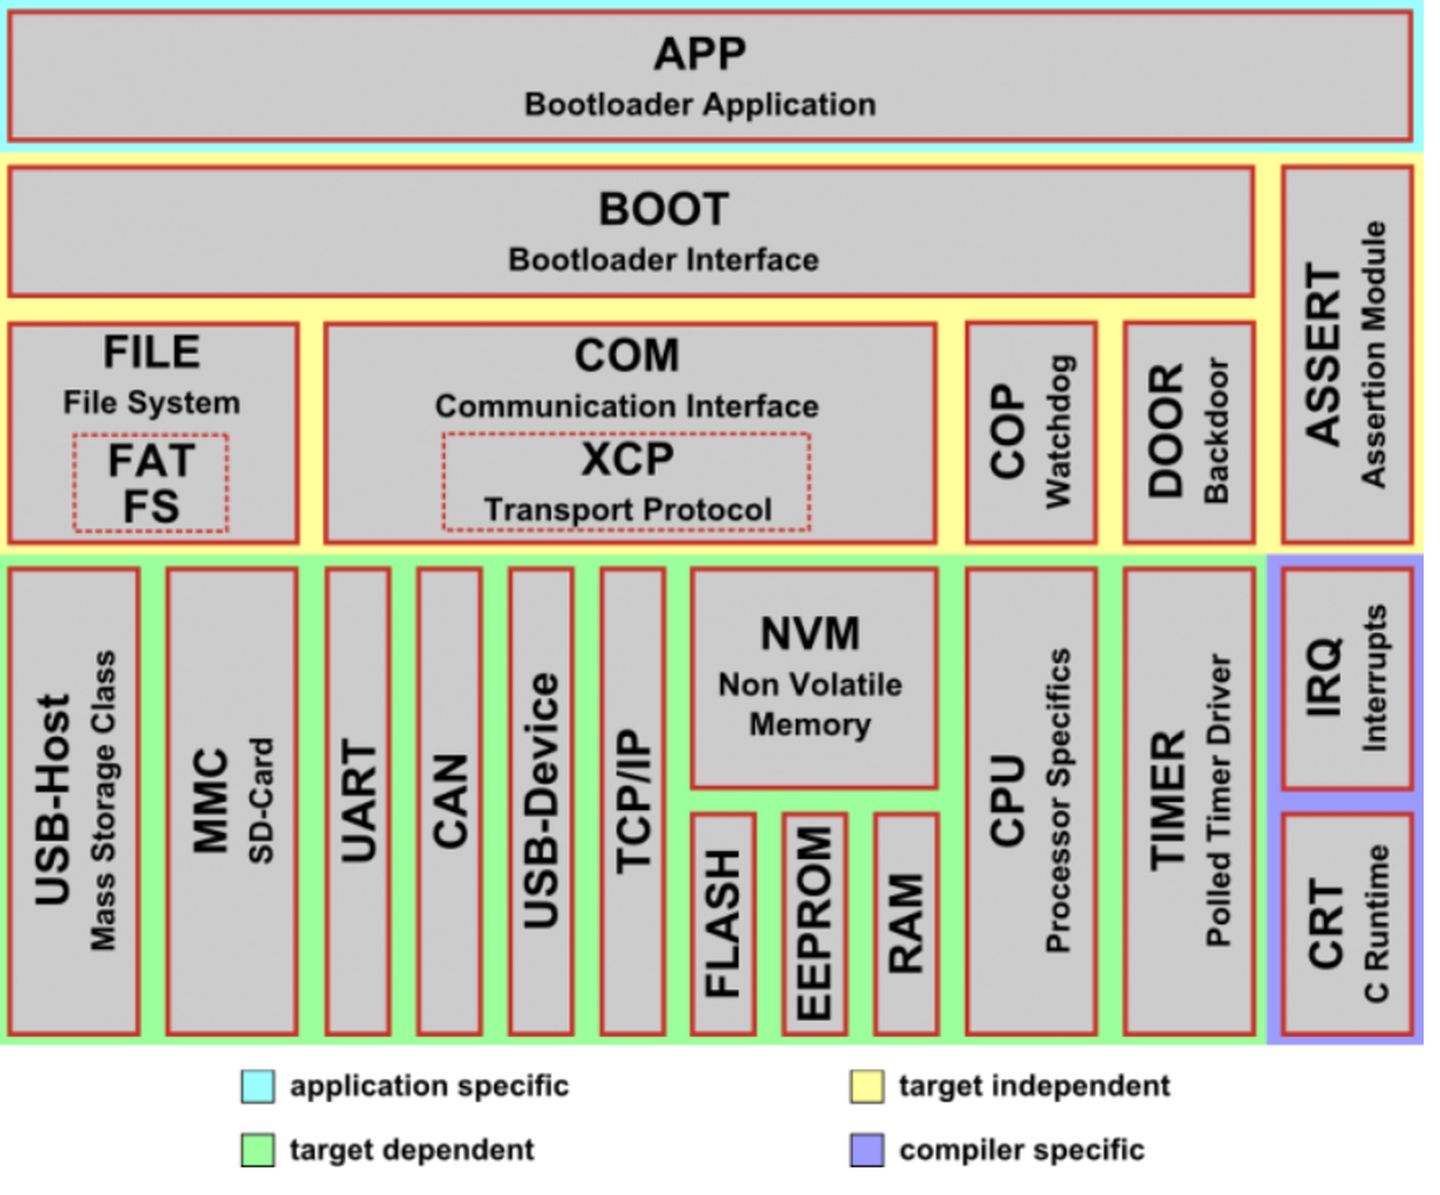 APP
Bootloader Application
BOOT
Bootloader Interface
ASSERT
Assertion Module
FILE
File System
FAT
FS
COM
Communication Interface
XCP
Transport Protocol
COP
Watchdog
DOOR
Backdoor
USB-Host
Mass Storage Class
MMC
SD-Card
UART
CAN
USB-Device
TCP/IP
NVM
Non Volatile
Memory
FLASH
EEPROM
RAM
CPU
Processor Specifics
TIMER
Polled Timer Driver
IRQ
Interrupts
CRT
C Runtime
application specific
target independent
target dependent
compiler specific